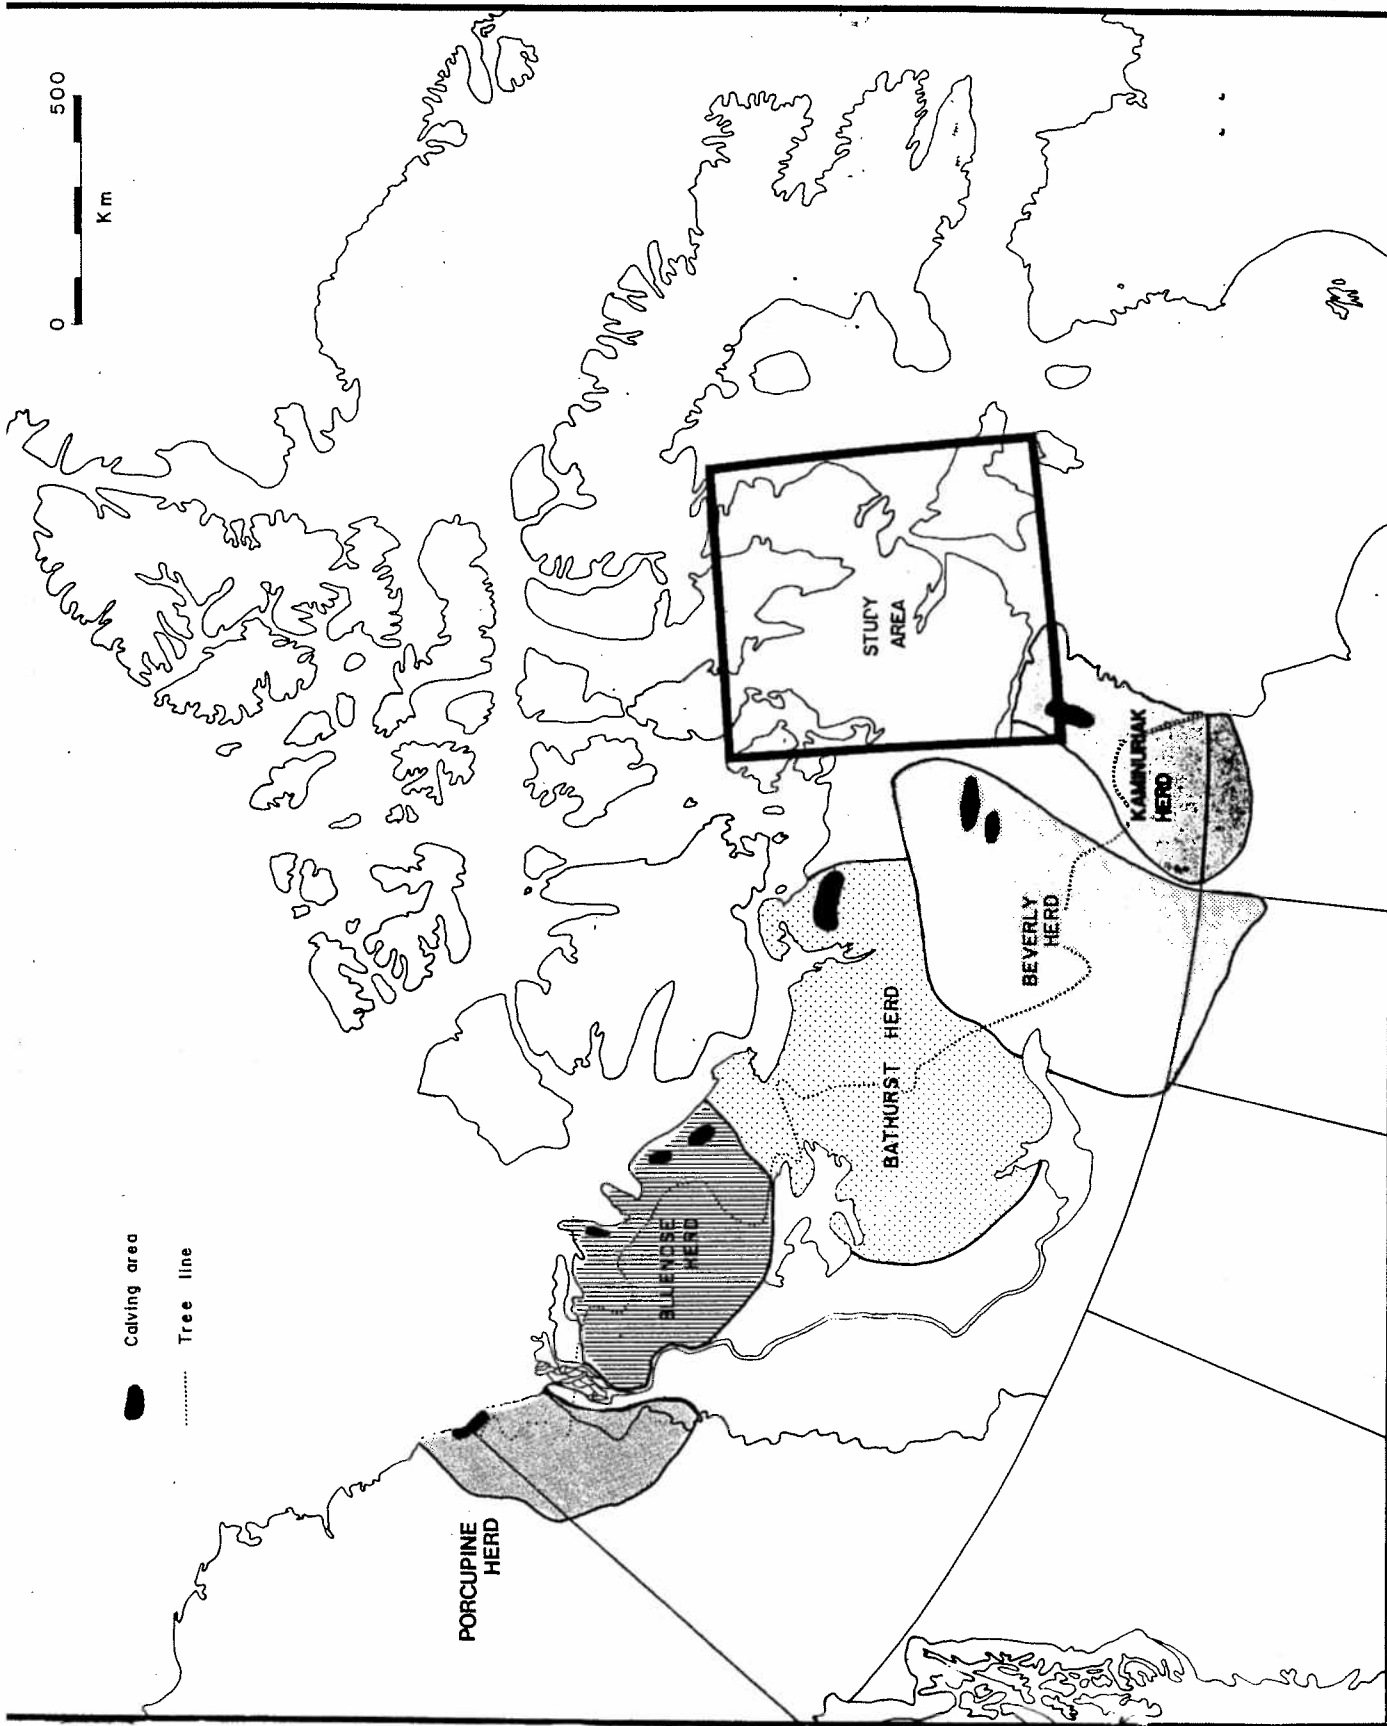 0 500
Km
Calving area
Tree line
PORCUPINE
HERD
BLUENOSE
HERD
BATHURST HERD
BEVERLY
HERD
KAMINURIAK
HERD
STUDY
AREA